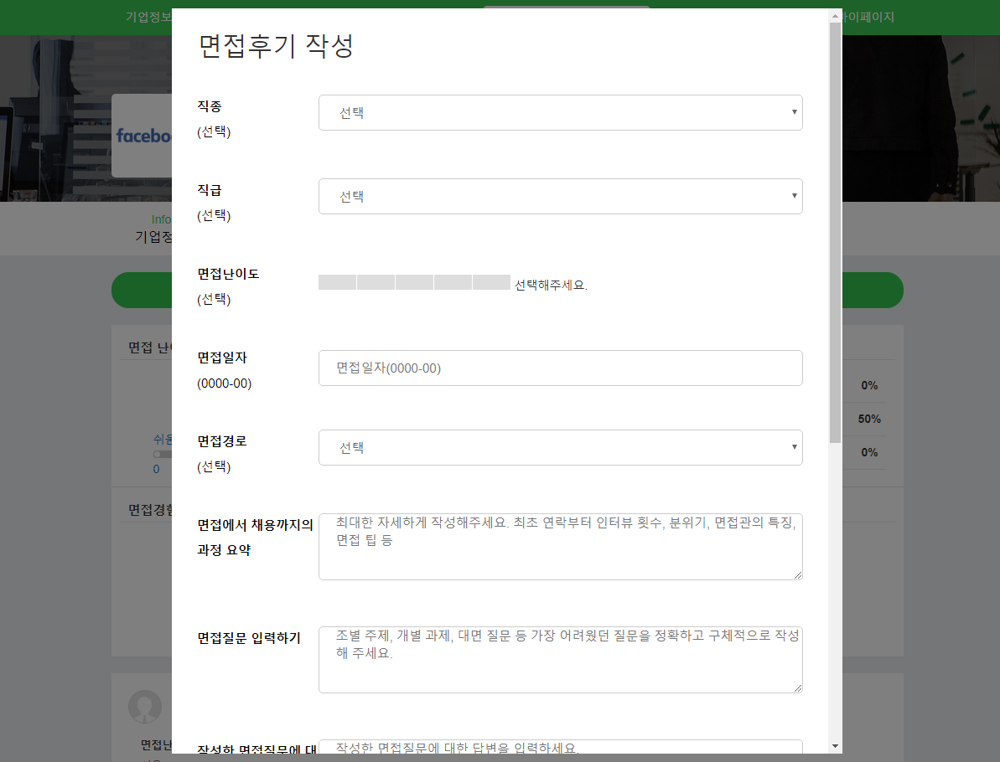 기업정보
마이페이지
면접후기 작성
facebo
직종
(선택)
선택
Info
기업정
직급
(선택)
선택
면접난이도
(선택)
선택해주세요.
면접 난이
면접일자
(0000-00)
면접일자(0000-00)
0%
50%
0%
쉬움
0
면접경로
(선택)
선택
면접경험
면접에서 채용까지의
과정 요약
최대한 자세하게 작성해주세요. 최초 연락부터 인터뷰 횟수, 분위기, 면접관의 특징,
면접 팁 등
면접질문 입력하기
조별 주제, 개별 과제, 대면 질문 등 가장 어려웠던 질문을 정확하고 구체적으로 작성
해 주세요.
면접난
작성한 면접질문에 대
작성한 면접질문에 대한 답변을 입력하세요.